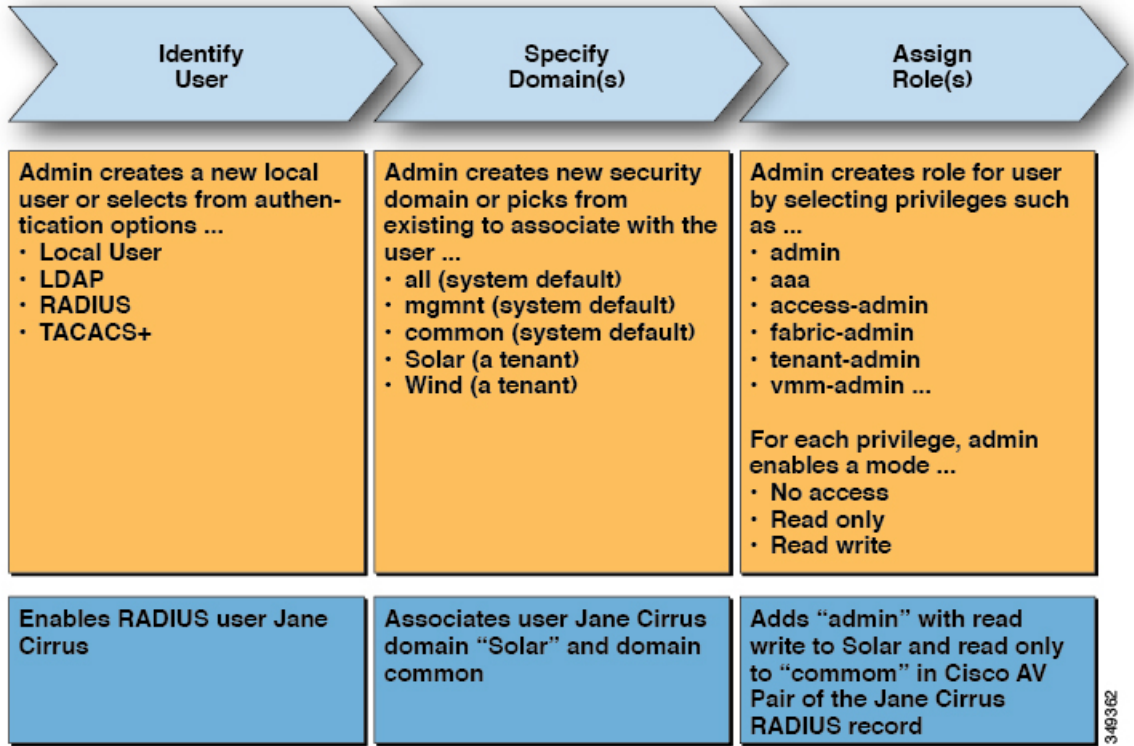 Identify
User
Specify
Domain(s)
Assign
Role(s)
Admin creates a new local
user or selects from authen-
tication options ...
• Local User
• LDAP
• RADIUS
• TACACS+
Admin creates new security
domain or picks from
existing to associate with the
user ...
• all (system default)
• mgmnt (system default)
• common (system default)
• Solar (a tenant)
• Wind (a tenant)
Admin creates role for user
by selecting privileges such
as ...
• admin
• aaa
• access-admin
• fabric-admin
• tenant-admin
• vmm-admin ...
For each privilege, admin
enables a mode ...
• No access
• Read only
• Read write
Enables RADIUS user Jane
Cirrus
Associates user Jane Cirrus
domain “Solar” and domain
common
Adds “admin” with read
write to Solar and read only
to “commom” in Cisco AV
Pair of the Jane Cirrus
RADIUS record
349362